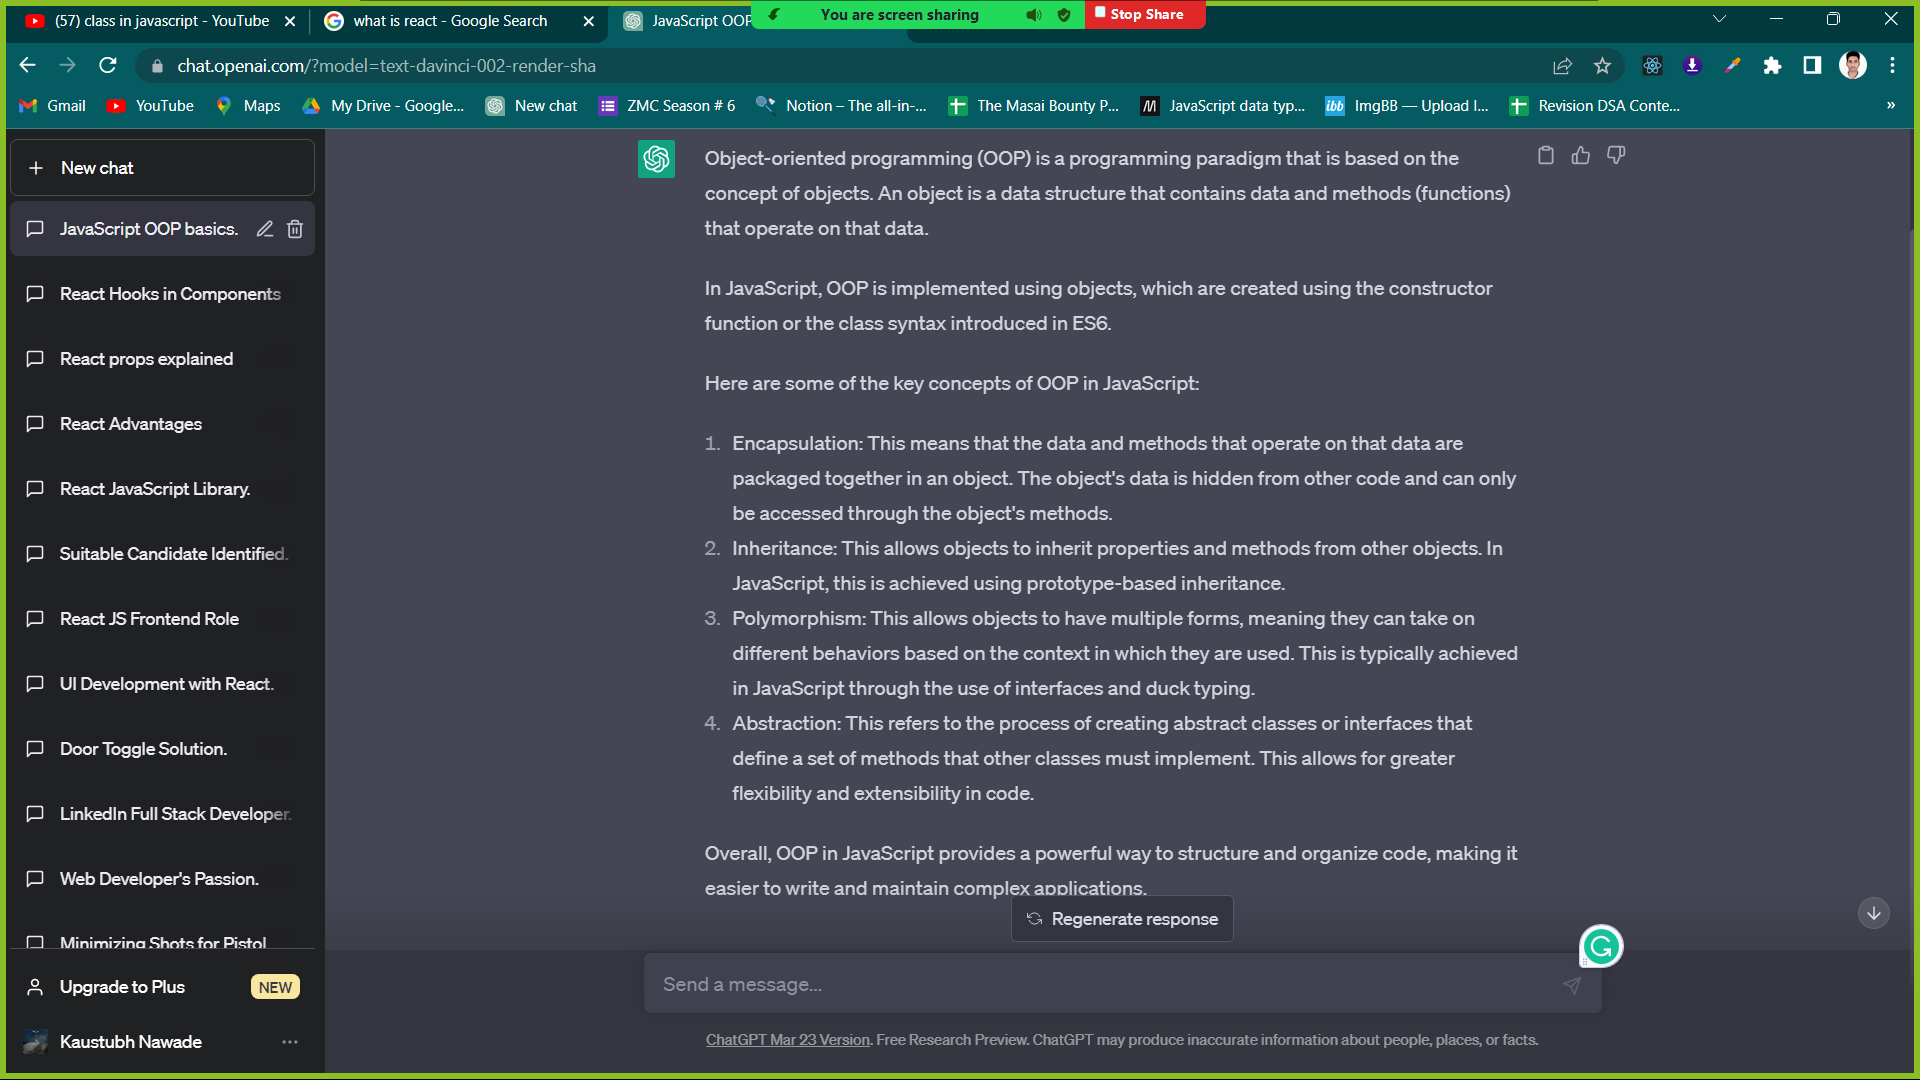 (57) class in javascript - YouTube
what is react - Google Search
JavaScript OOP
You are screen sharing
Stop Share
chat.openai.com/?model=text-davinci-002-render-sha
Gmail
YouTube
Maps
My Drive - Google...
New chat
ZMC Season # 6
Notion – The all-in-...
The Masai Bounty P...
M
JavaScript data typ...
ibb
ImgBB — Upload I...
Revision DSA Conte...
»
New chat
JavaScript OOP basics.
React Hooks in Components
React props explained
React Advantages
React JavaScript Library.
Suitable Candidate Identified.
React JS Frontend Role
UI Development with React.
Door Toggle Solution.
LinkedIn Full Stack Developer.
Web Developer's Passion.
Minimizing Shots for Pistol
Upgrade to Plus
NEW
Kaustubh Nawade
Object-oriented programming (OOP) is a programming paradigm that is based on the
concept of objects. An object is a data structure that contains data and methods (functions)
that operate on that data.
In JavaScript, OOP is implemented using objects, which are created using the constructor
function or the class syntax introduced in ES6.
Here are some of the key concepts of OOP in JavaScript:
1. Encapsulation: This means that the data and methods that operate on that data are
packaged together in an object. The object's data is hidden from other code and can only
be accessed through the object's methods.
2. Inheritance: This allows objects to inherit properties and methods from other objects. In
JavaScript, this is achieved using prototype-based inheritance.
3. Polymorphism: This allows objects to have multiple forms, meaning they can take on
different behaviors based on the context in which they are used. This is typically achieved
in JavaScript through the use of interfaces and duck typing.
4. Abstraction: This refers to the process of creating abstract classes or interfaces that
define a set of methods that other classes must implement. This allows for greater
flexibility and extensibility in code.
Overall, OOP in JavaScript provides a powerful way to structure and organize code, making it
easier to write and maintain complex applications.
Regenerate response
Send a message...
ChatGPT Mar 23 Version. Free Research Preview. ChatGPT may produce inaccurate information about people, places, or facts.